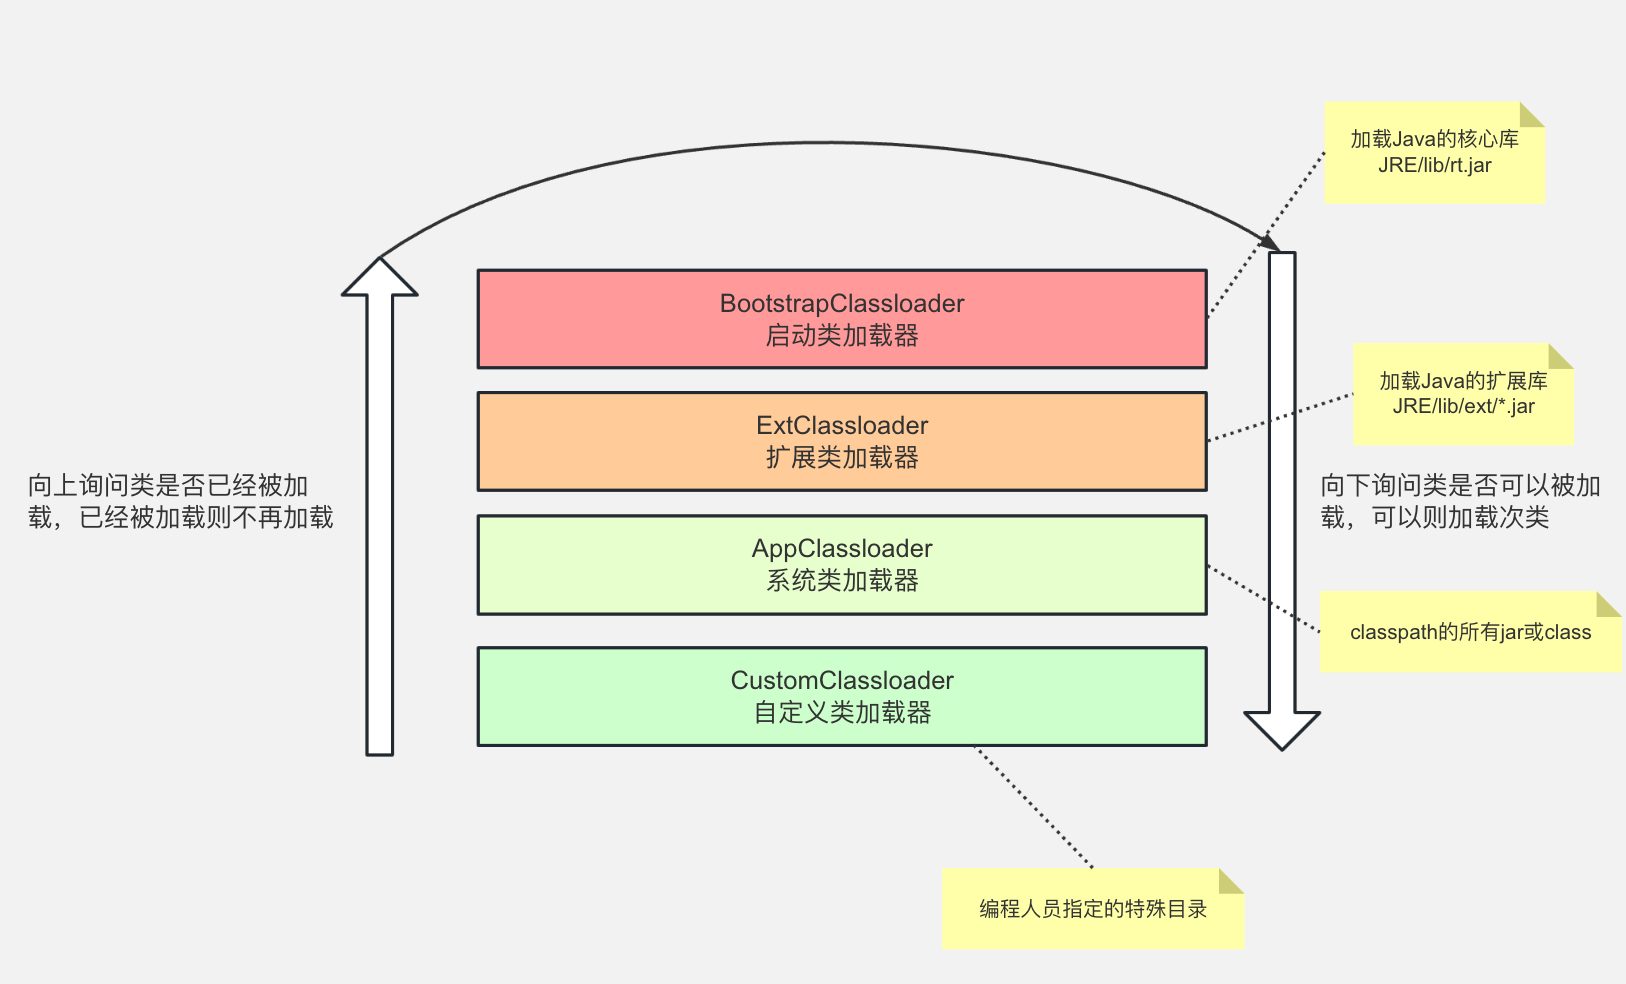 加载Java的核心库
JRE/lib/rt.jar
BootstrapClassloader
启动类加载器
加载Java的扩展库
JRE/lib/ext/*.jar
ExtClassloader
扩展类加载器
向上询问类是否已经被加
载，已经被加载则不再加载
向下询问类是否可以被加
载，可以则加载次类
AppClassloader
系统类加载器
classpath的所有jar或class
CustomClassloader
自定义类加载器
编程人员指定的特殊目录